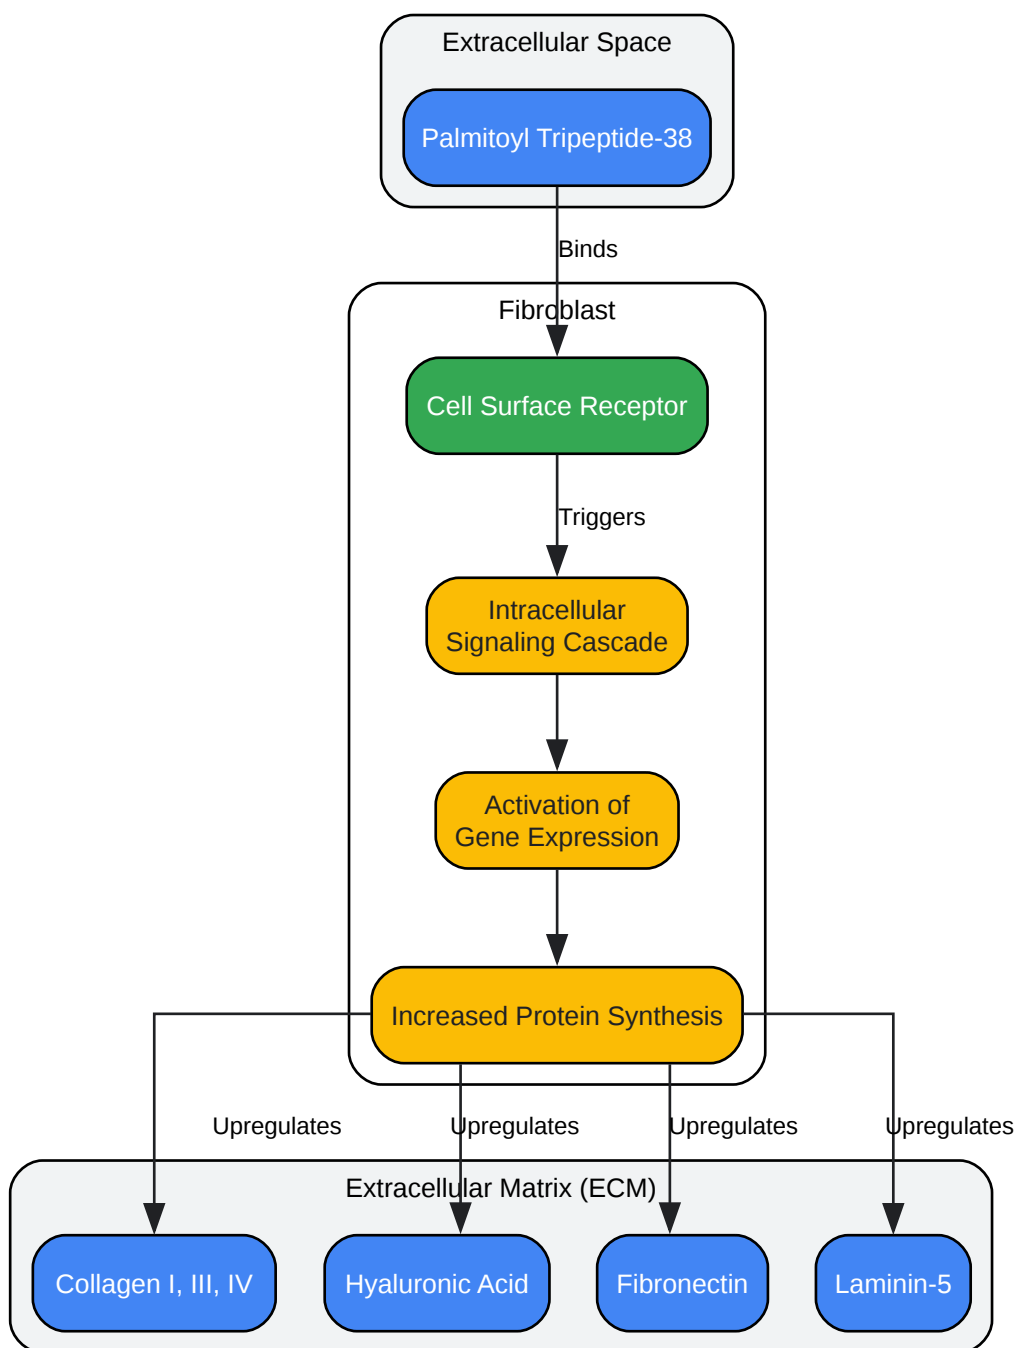 Extracellular Space
Palmitoyl Tripeptide-38
Binds
Fibroblast
Cell Surface Receptor
Triggers
Intracellular
Signaling Cascade
Activation of
Gene Expression
Increased Protein Synthesis
Upregulates
Upregulates
Upregulates
Upregulates
Extracellular Matrix (ECM)
Collagen I, III, IV
Hyaluronic Acid
Fibronectin
Laminin-5